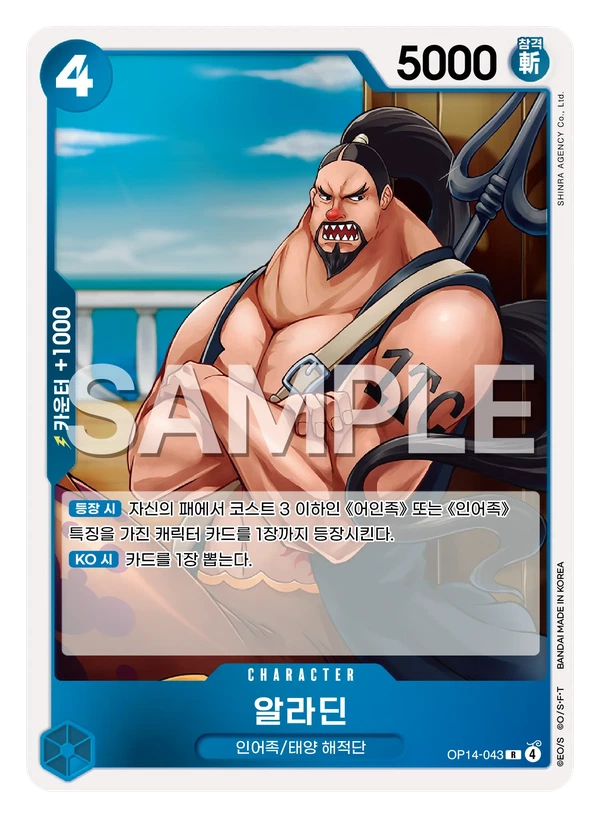 4
5000
참격
斬
SHINRA AGENCY Co., Ltd.
카운터 +1000
SAMPLE
등장 시 자신의 패에서 코스트 3 이하인 《어인족》 또는 《인어족》
특징을 가진 캐릭터 카드를 1장까지 등장시킨다.
KO 시 카드를 1장 뽑는다.
CHARACTER
알라딘
인어족/태양 해적단
OP14-043 R 4
©EO/S ©O/S·F·T BANDAI MADE IN KOREA